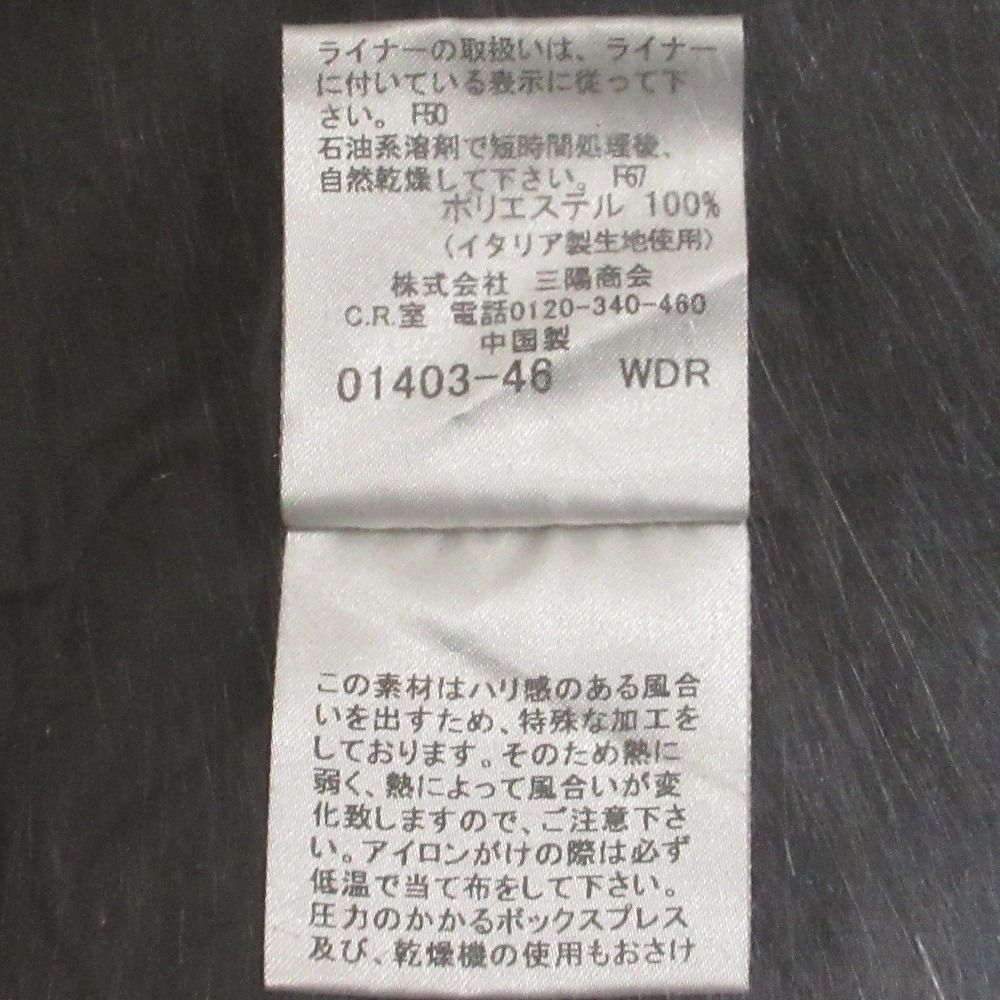 ライナーの取扱いは、ライナー
に付いている表示に従って下
さい。 F50
石油系溶剤で短時間処理後、
自然乾燥して下さい。 F67
ポリエステル 100%
(イタリア製生地使用)
株式会社 三陽商会
C.R.室 電話0120-340-460
中国製
01403-46 WDR
この素材はハリ感のある風合
いを出すため、特殊な加工を
しております。そのため熱に
弱く、熱によって風合いが変
化致しますので、ご注意下さ
い。アイロンがけの際は必ず
低温で当て布をして下さい。
圧力のかかるボックスプレス
及び、乾燥機の使用もおさけ